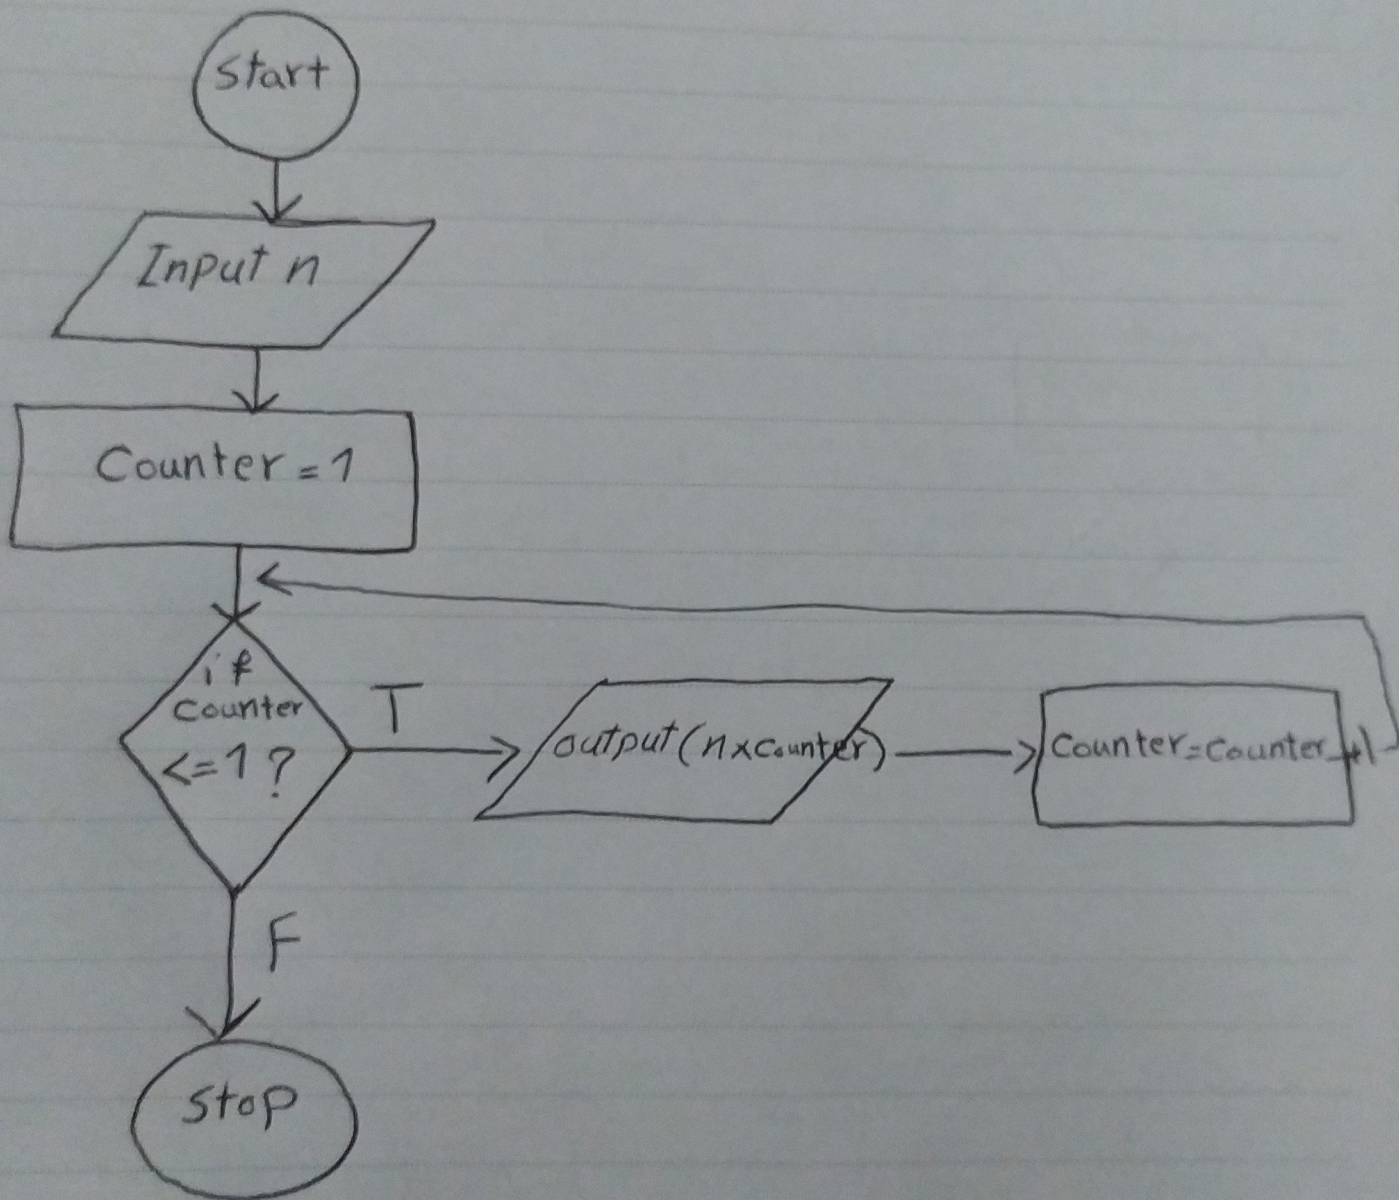 Start
Input n
Counter = 1
if
counter
<=1?
T
output(n×counter)
Counter=counter+1
F
Stop